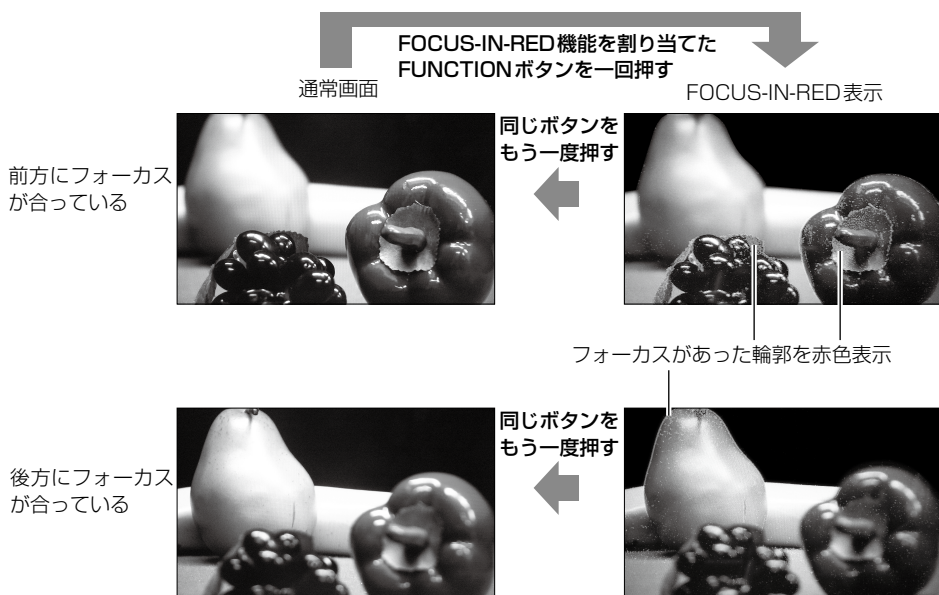 FOCUS-IN-RED機能を割り当てた
FUNCTIONボタンを一回押す
通常画面
FOCUS-IN-RED表示
同じボタンを
もう一度押す
前方にフォーカス
が合っている
フォーカスがあった輪郭を赤色表示
同じボタンを
もう一度押す
後方にフォーカス
が合っている